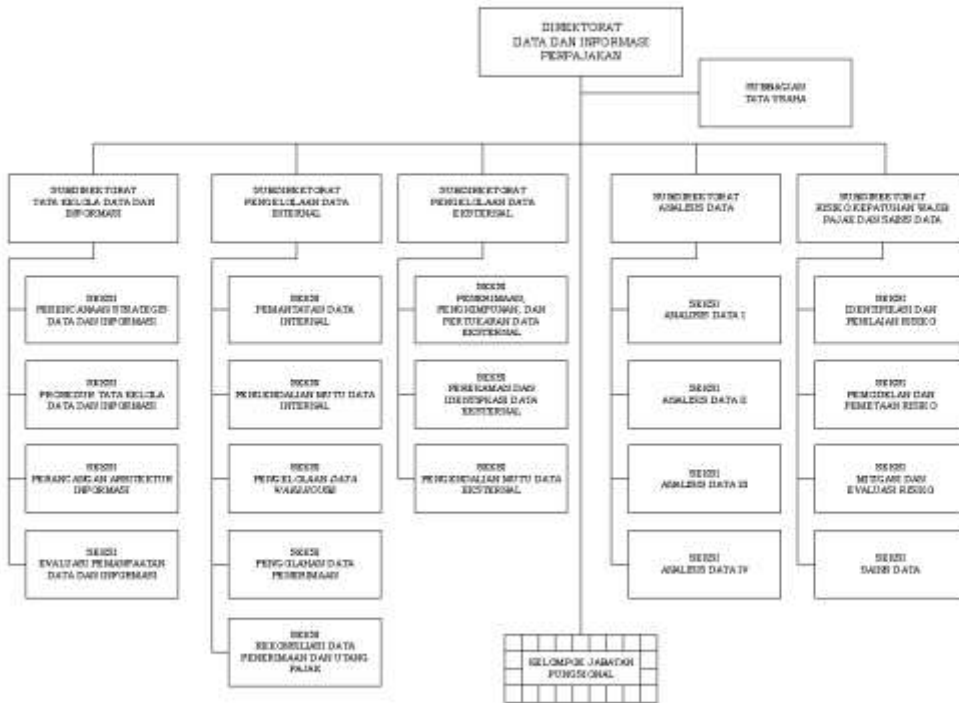 DIREKTORAT
DATA DAN INFORMASI
PERPAJAKAN
SUBBAGIAN
TATA USAHA
SUBDIREKTORAT
TATA KELOLA DATA DAN
INFORMASI
SUBDIREKTORAT
PENGELOLAAN DATA
INTERNAL
SUBDIREKTORAT
PENGELOLAAN DATA
EKSTERNAL
SUBDIREKTORAT
ANALISIS DATA
SUBDIREKTORAT
RISIKO KEPATUHAN WAJIB
PAJAK DAN SAINS DATA
SEKSI
PERENCANAAN STRATEGIS
DATA DAN INFORMASI
SEKSI
PEMANFAATAN DATA
INTERNAL
SEKSI
PENERIMAAN,
PENGHIMPUNAN, DAN
PERTUKARAN DATA
EKSTERNAL
SEKSI
ANALISIS DATA I
SEKSI
IDENTIFIKASI DAN
PENILAIAN RISIKO
SEKSI
PROSEDUR TATA KELOLA
DATA DAN INFORMASI
SEKSI
PENGENDALIAN MUTU DATA
INTERNAL
SEKSI
PEREKAMAN DAN
IDENTIFIKASI DATA
EKSTERNAL
SEKSI
ANALISIS DATA II
SEKSI
PEMODELAN DAN
PEMETAAN RISIKO
SEKSI
PERANCANGAN ARSITEKTUR
INFORMASI
SEKSI
PENGELOLAAN DATA
WAREHOUSE
SEKSI
PENGENDALIAN MUTU DATA
EKSTERNAL
SEKSI
ANALISIS DATA III
SEKSI
MITIGASI DAN
EVALUASI RISIKO
SEKSI
EVALUASI PEMANFAATAN
DATA DAN INFORMASI
SEKSI
PENGOLAHAN DATA
PENERIMAAN
SEKSI
ANALISIS DATA IV
SEKSI
SAINS DATA
SEKSI
REKONSILIASI DATA
PENERIMAAN DAN UTANG
PAJAK
KELOMPOK JABATAN
FUNGSIONAL